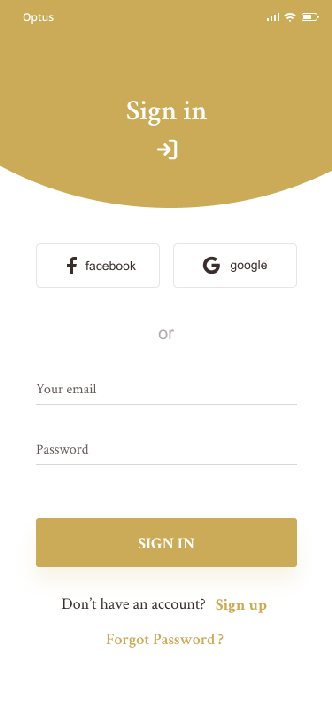 Optus
Sign in
facebook
google
or
Your email
Password
SIGN IN
Don’t have an account? Sign up
Forgot Password ?